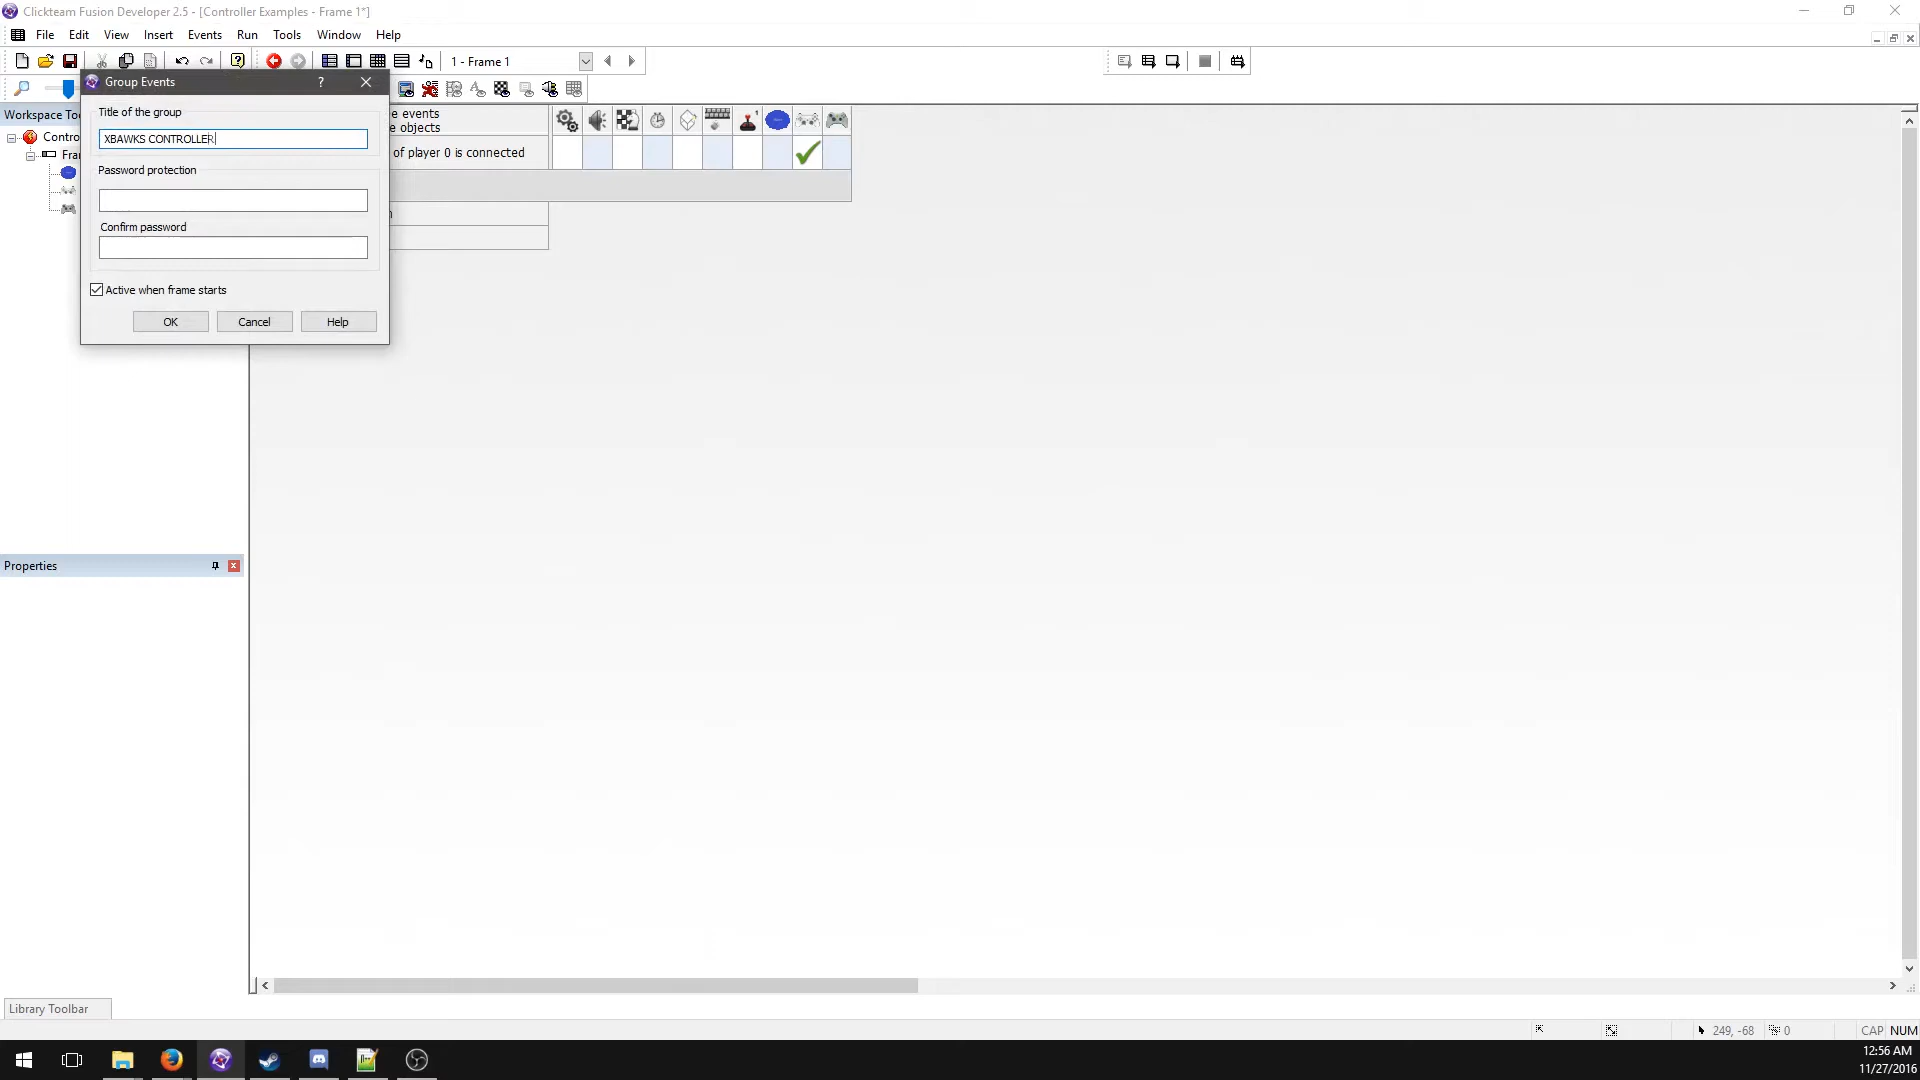 Clickteam Fusion Developer 2.5 - [Controller Examples - Frame 1*]
File Edit View Insert Events Run Tools Window Help
1 - Frame 1
Group Events ?
Title of the group
XBAWKS CONTROLLER
Password protection
Confirm password
Active when frame starts
OK Cancel Help
Workspace Too
Contro
Frar
e events
e objects
of player 0 is connected
Properties
Library Toolbar
249, -68
0
CAP NUM
12:56 AM
11/27/2016